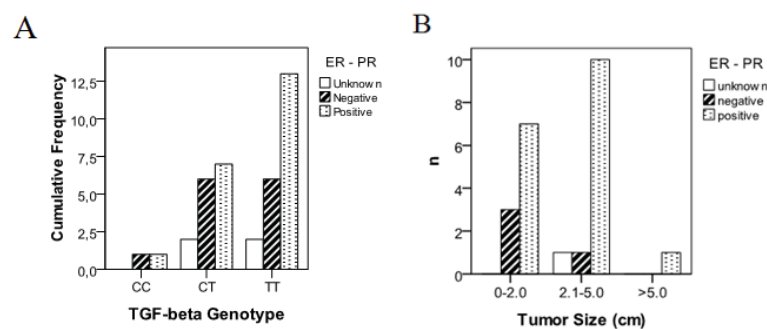 A
ER - PR
Unknown
Negative
Positive
12,5
10,0
7,5
5,0
2,5
0,0
Cumulative Frequency
CC
CT
TT
TGF-beta Genotype
B
ER - PR
unknown
negative
positive
10
8
6
4
2
0
n
0-2.0
2.1-5.0
>5.0
Tumor Size (cm)